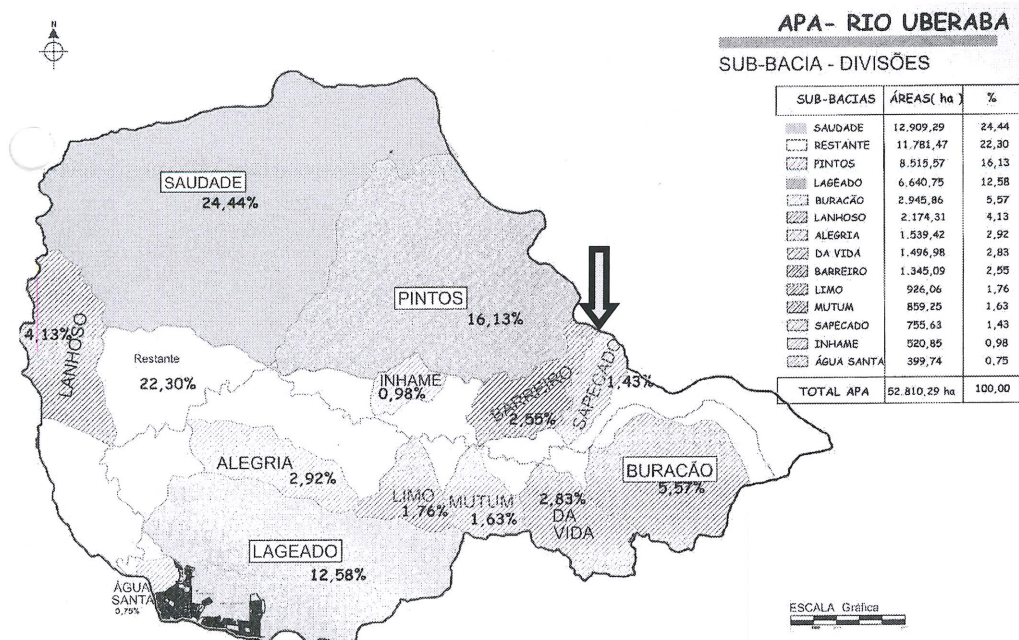 N
APA- RIO UBERABA
SUB-BACIA - DIVISÕES
SUB-BACIAS ÁREAS( ha ) %
SAUDADE 12.909,29 24,44
RESTANTE 11.781,47 22,30
PINTOS 8.515,57 16,13
LAGEADO 6.640,75 12,58
BURACÃO 2.945,86 5,57
LANHOSO 2.174,31 4,13
ALEGRIA 1.539,42 2,92
DA VIDA 1.496,98 2,83
BARREIRO 1.345,09 2,55
LIMO 926,06 1,76
MUTUM 859,25 1,63
SAPECADO 755,63 1,43
INHAME 520,85 0,98
ÁGUA SANTA 399,74 0,75
TOTAL APA 52.810,29 ha 100,00
SAUDADE
24,44%
PINTOS
16,13%
4,13%
LANHOSO
Restante
22,30%
INHAME
0,98%
BARREIRO
2,55%
SAPECADO
1,43%
ALEGRIA
2,92%
LIMO
1,76%
MUTUM
1,63%
2,83%
DA
VIDA
BURACÃO
5,57%
LAGEADO
12,58%
ÁGUA
SANTA
0,75%
ESCALA Gráfica